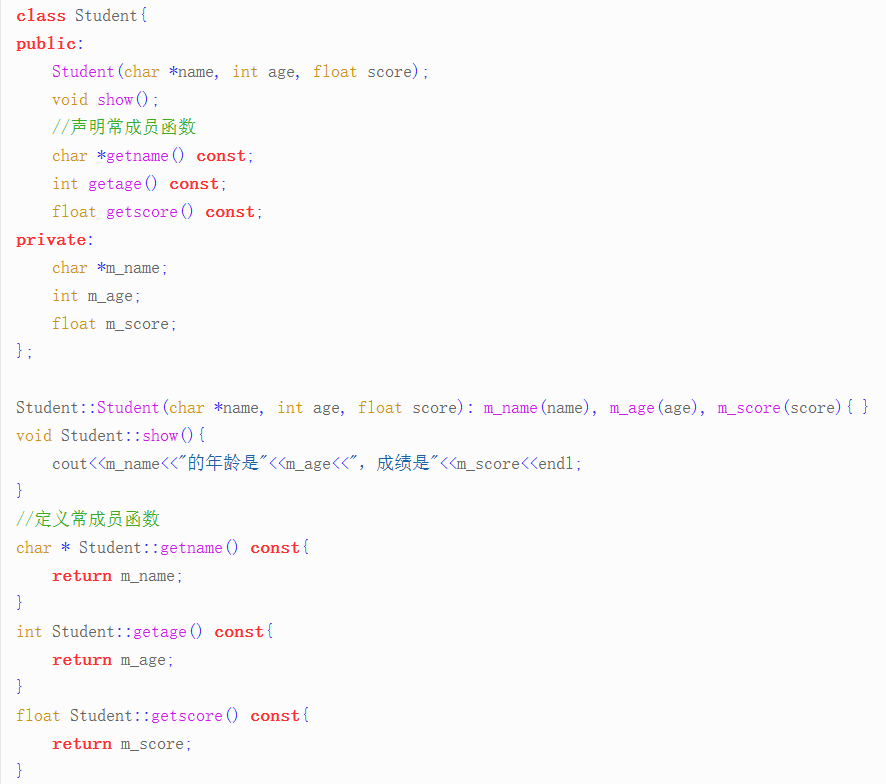 class Student{
public:
    Student(char *name, int age, float score);
    void show();
    //声明常成员函数
    char *getname() const;
    int getage() const;
    float getscore() const;
private:
    char *m_name;
    int m_age;
    float m_score;
};

Student::Student(char *name, int age, float score): m_name(name), m_age(age), m_score(score){ }
void Student::show(){
    cout<<m_name<<"的年龄是"<<m_age<<", 成绩是"<<m_score<<endl;
}
//定义常成员函数
char * Student::getname() const{
    return m_name;
}
int Student::getage() const{
    return m_age;
}
float Student::getscore() const{
    return m_score;
}